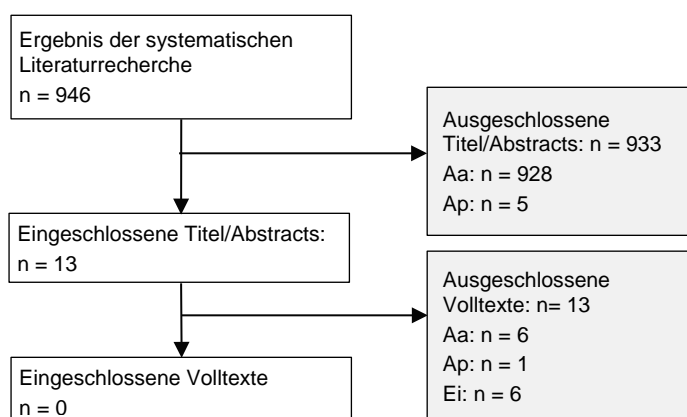 Ergebnis der systematischen
Literaturrecherche
n = 946
Ausgeschlossene
Titel/Abstracts: n = 933
Aa: n = 928
Ap: n = 5
Eingeschlossene Titel/Abstracts:
n = 13
Ausgeschlossene
Volltexte: n= 13
Aa: n = 6
Ap: n = 1
Ei: n = 6
Eingeschlossene Volltexte
n = 0